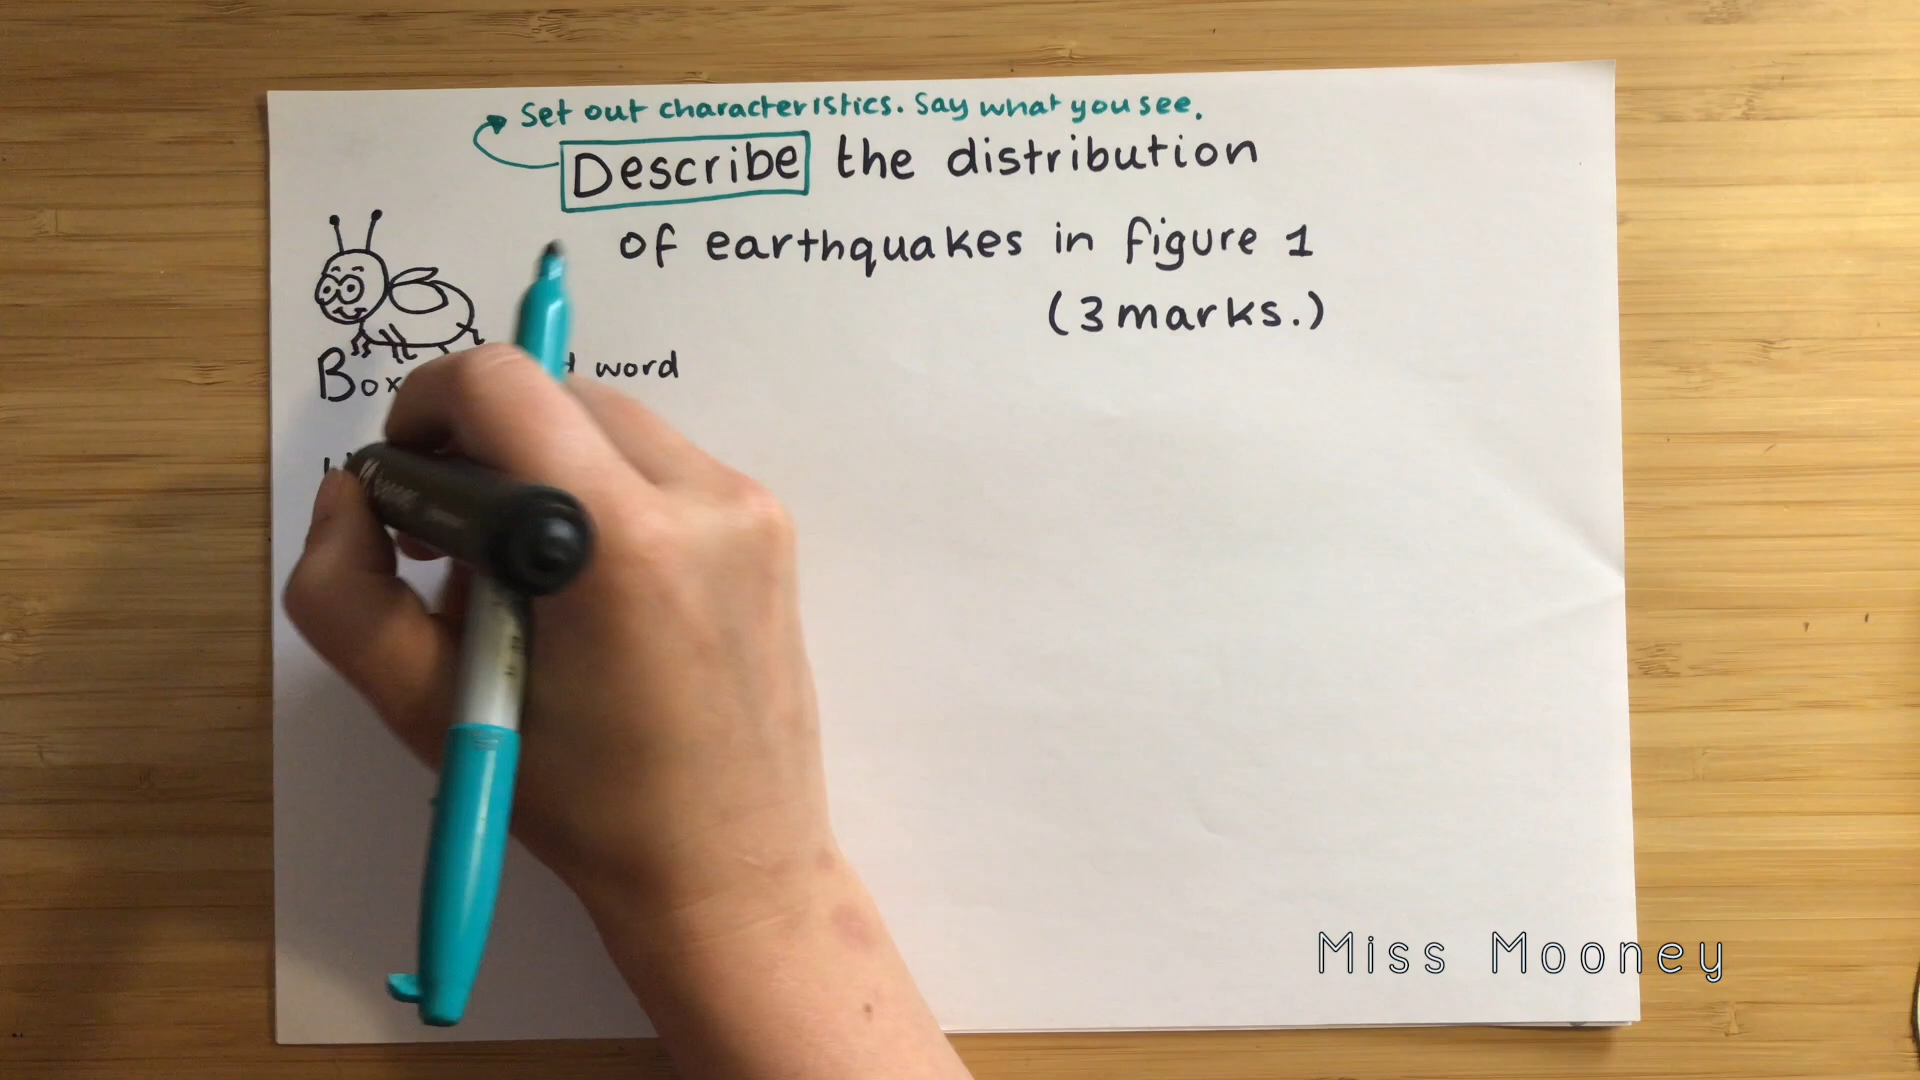 Set out characteristics. Say what you see.
Describe the distribution
of earthquakes in figure 1
(3 marks.)
Box word
Miss Mooney